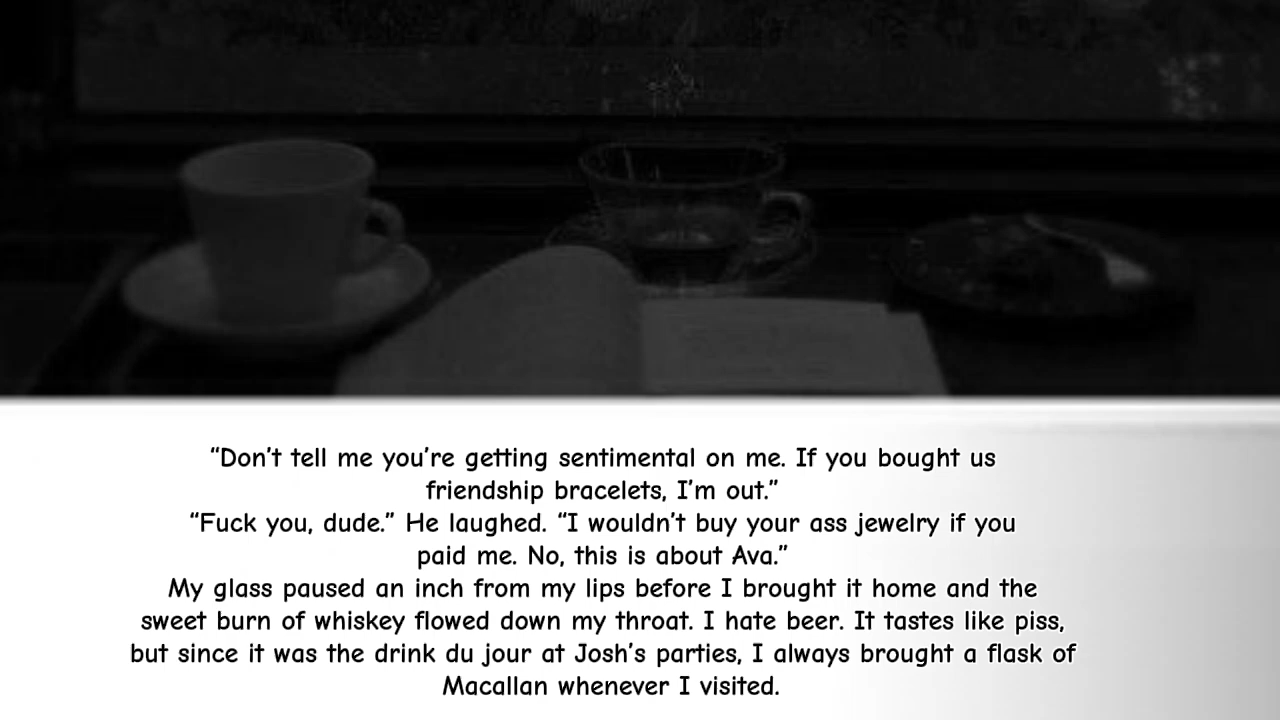 “Don’t tell me you’re getting sentimental on me. If you bought us
friendship bracelets, I’m out.”
“Fuck you, dude.” He laughed. “I wouldn’t buy your ass jewelry if you
paid me. No, this is about Ava.”
My glass paused an inch from my lips before I brought it home and the
sweet burn of whiskey flowed down my throat. I hate beer. It tastes like piss,
but since it was the drink du jour at Josh’s parties, I always brought a flask of
Macallan whenever I visited.